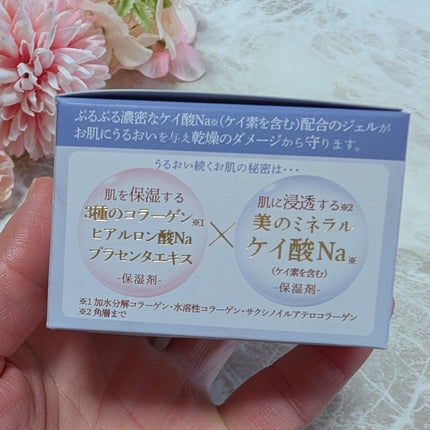 ぷるぷる濃密なケイ酸Na※(ケイ素を含む)配合のジェルが
お肌にうるおいを与え乾燥のダメージから守ります。
うるおい続くお肌の秘密は…
肌を保湿する
3種のコラーゲン※1
ヒアルロン酸Na
プラセンタエキス
-保湿剤-
×
肌に浸透する※2
美のミネラル
ケイ酸Na※
(ケイ素を含む)
-保湿剤-
※1 加水分解コラーゲン・水溶性コラーゲン・サクシノイルアテロコラーゲン
※2 角層まで